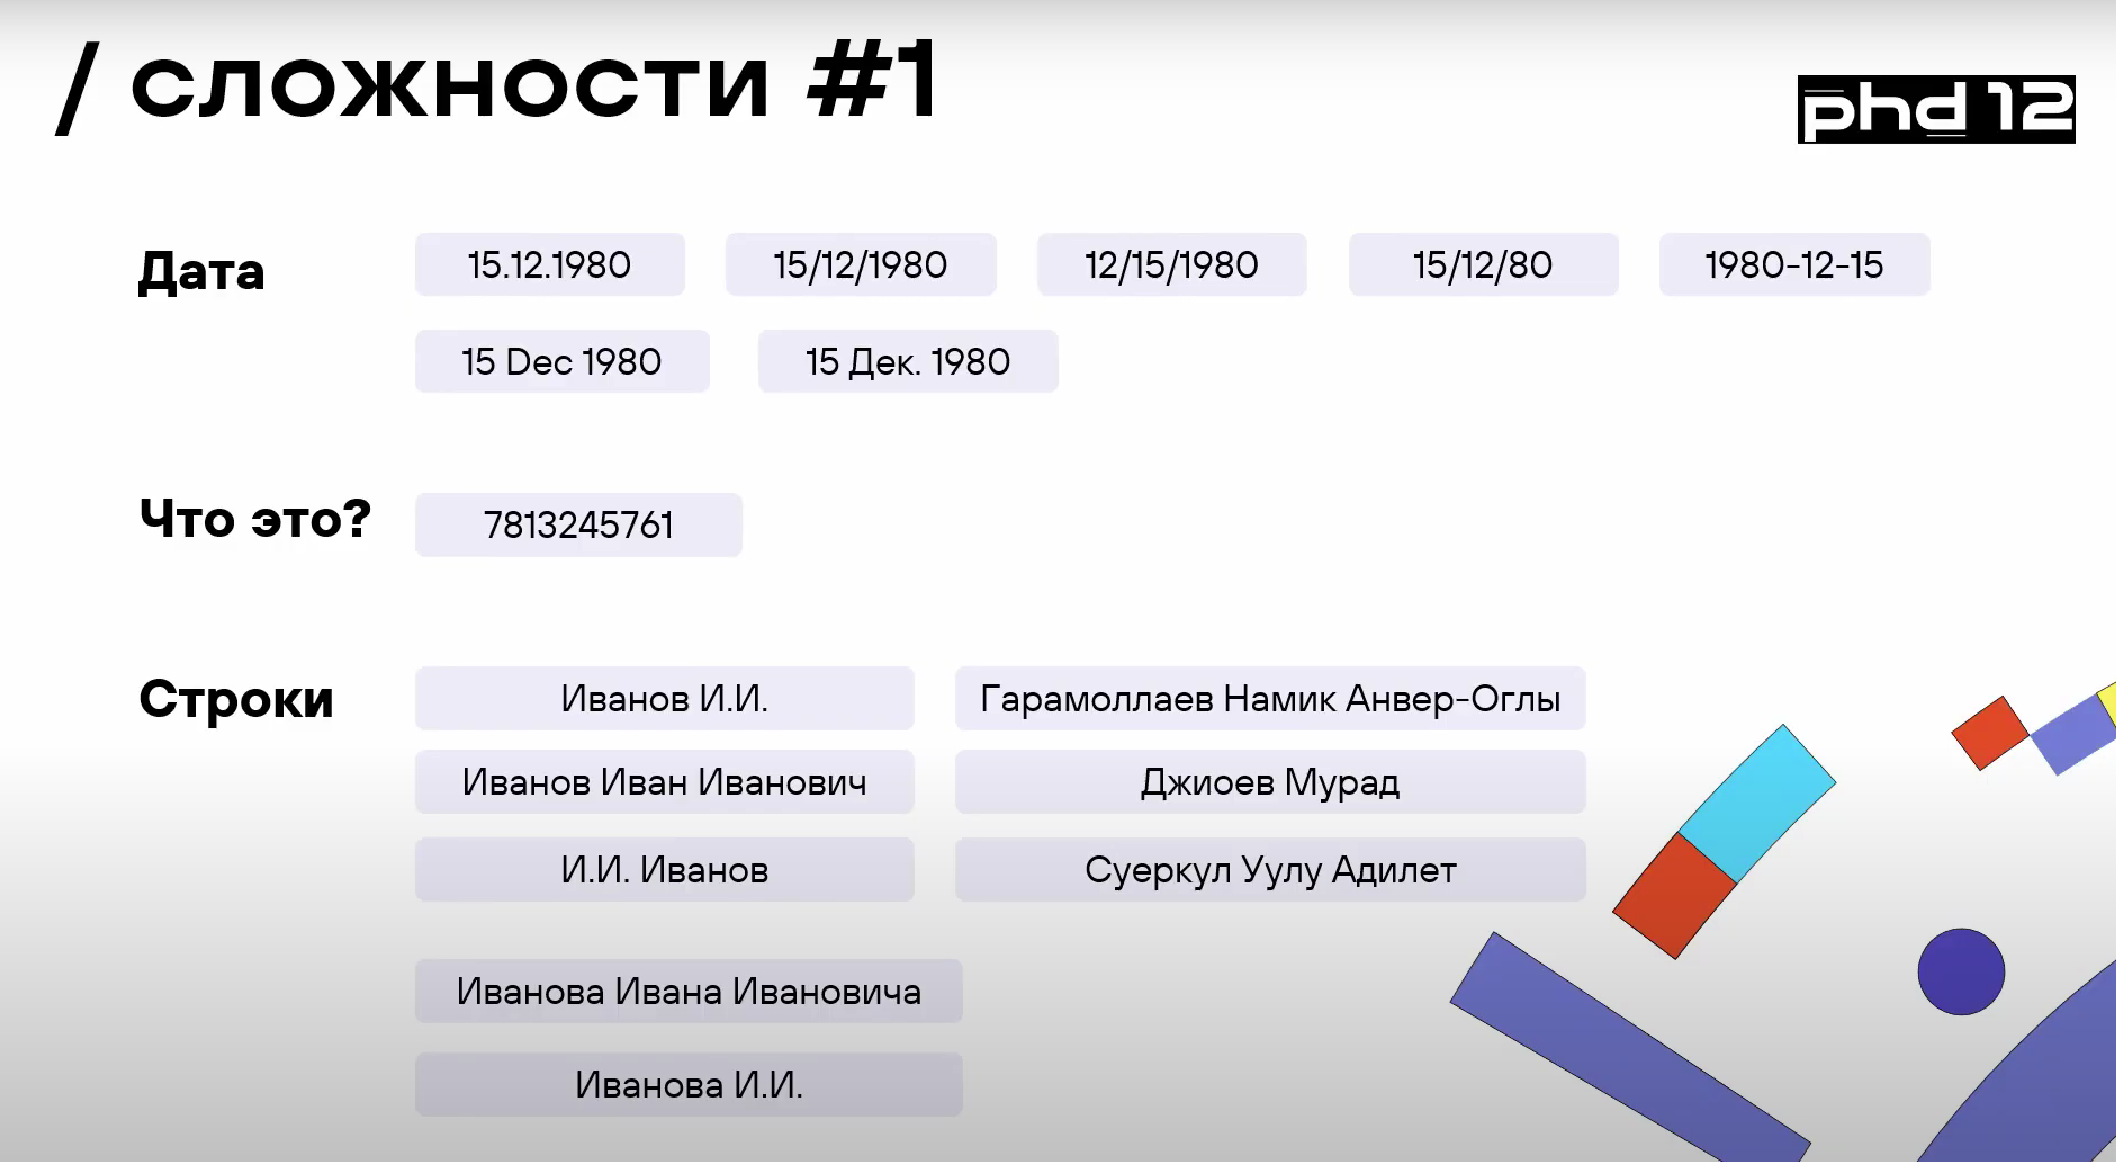 / сложности #1
phd 12
Дата
15.12.1980 15/12/1980 12/15/1980 15/12/80 1980-12-15
15 Dec 1980 15 Дек. 1980
Что это? 7813245761
Строки
Иванов И.И. Гарамоллаев Намик Анвер-Оглы
Иванов Иван Иванович Джиоев Мурад
И.И. Иванов Суеркул Уулу Адилет
Иванова Ивана Ивановича
Иванова И.И.